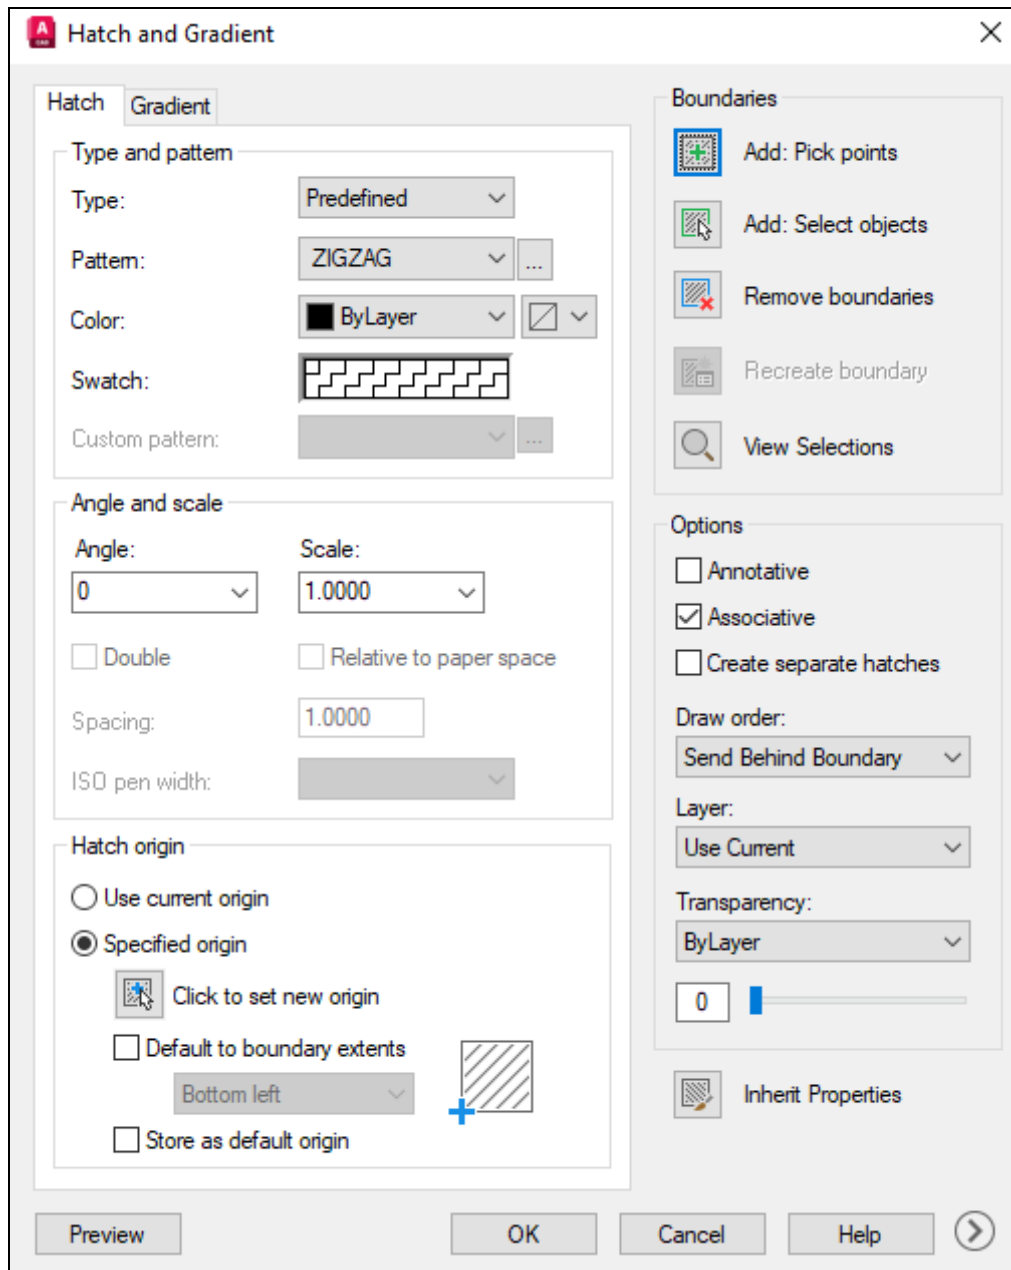 A CAD Hatch and Gradient
Hatch Gradient
Type and pattern
Type: Predefined
Pattern: ZIGZAG ...
Color: ByLayer
Swatch:
Custom pattern: ...
Angle and scale
Angle: Scale:
0 1.0000
Double Relative to paper space
Spacing: 1.0000
ISO pen width:
Hatch origin
Use current origin
Specified origin
Click to set new origin
Default to boundary extents
Bottom left
Store as default origin
Boundaries
Add: Pick points
Add: Select objects
Remove boundaries
Recreate boundary
View Selections
Options
Annotative
Associative
Create separate hatches
Draw order:
Send Behind Boundary
Layer:
Use Current
Transparency:
ByLayer
0
Inherit Properties
Preview OK Cancel Help